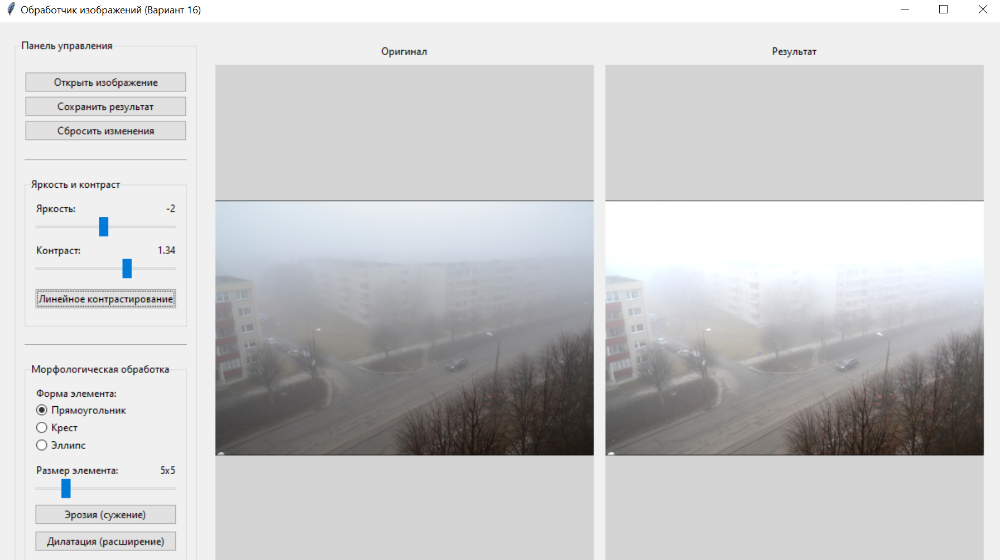 Обработчик изображений (Вариант 16)
Панель управления
Открыть изображение
Сохранить результат
Сбросить изменения
Яркость и контраст
Яркость: -2
Контраст: 1.34
Линейное контрастирование
Морфологическая обработка
Форма элемента:
Прямоугольник
Крест
Эллипс
Размер элемента: 5x5
Эрозия (сужение)
Дилатация (расширение)
Оригинал
Результат